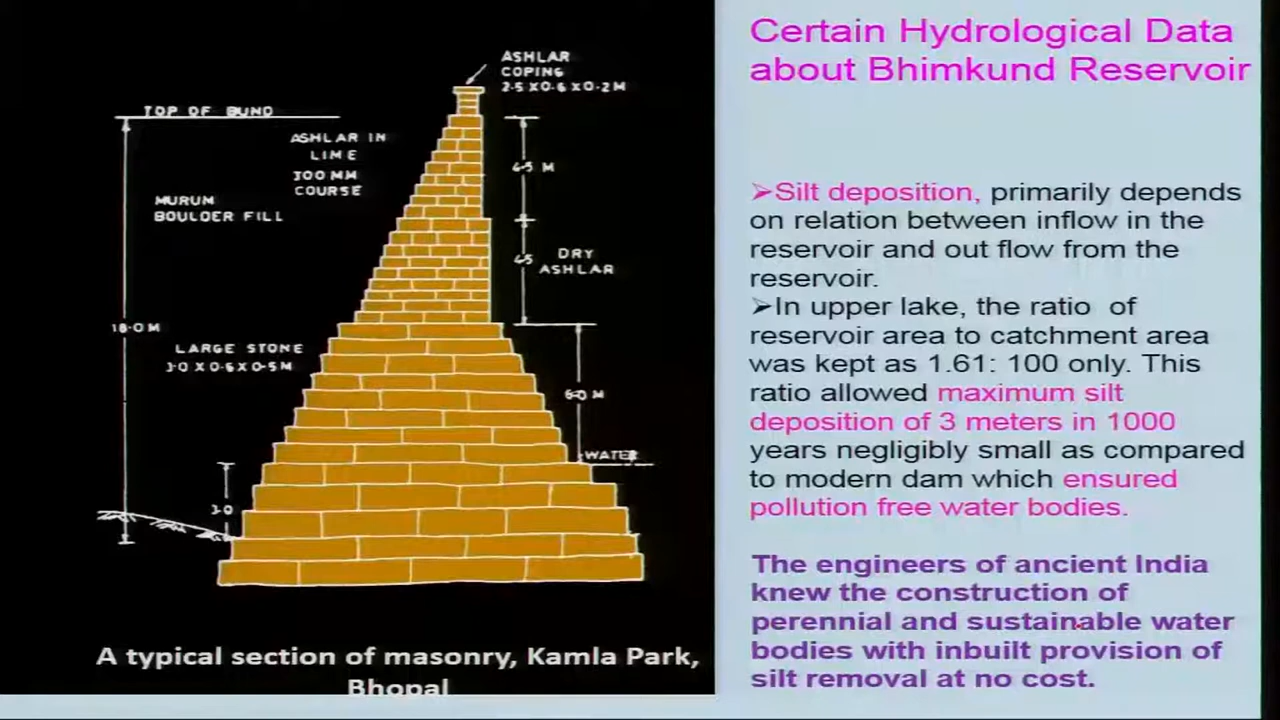 ASHLAR
COPING
2.5 X 0.6 X 0.2 M
TOP OF BUND
ASHLAR IN
LIME
300 MM
COURSE
MURUM
BOULDER FILL
4.5 M
DRY
ASHLAR
4.5
18.0 M
LARGE STONE
3.0 X 0.6 X 0.5 M
6.0 M
WATER
3.0
A typical section of masonry, Kamla Park,
Bhopal
Certain Hydrological Data
about Bhimkund Reservoir
➢Silt deposition, primarily depends
on relation between inflow in the
reservoir and out flow from the
reservoir.
➢In upper lake, the ratio of
reservoir area to catchment area
was kept as 1.61: 100 only. This
ratio allowed maximum silt
deposition of 3 meters in 1000
years negligibly small as compared
to modern dam which ensured
pollution free water bodies.
The engineers of ancient India
knew the construction of
perennial and sustainable water
bodies with inbuilt provision of
silt removal at no cost.